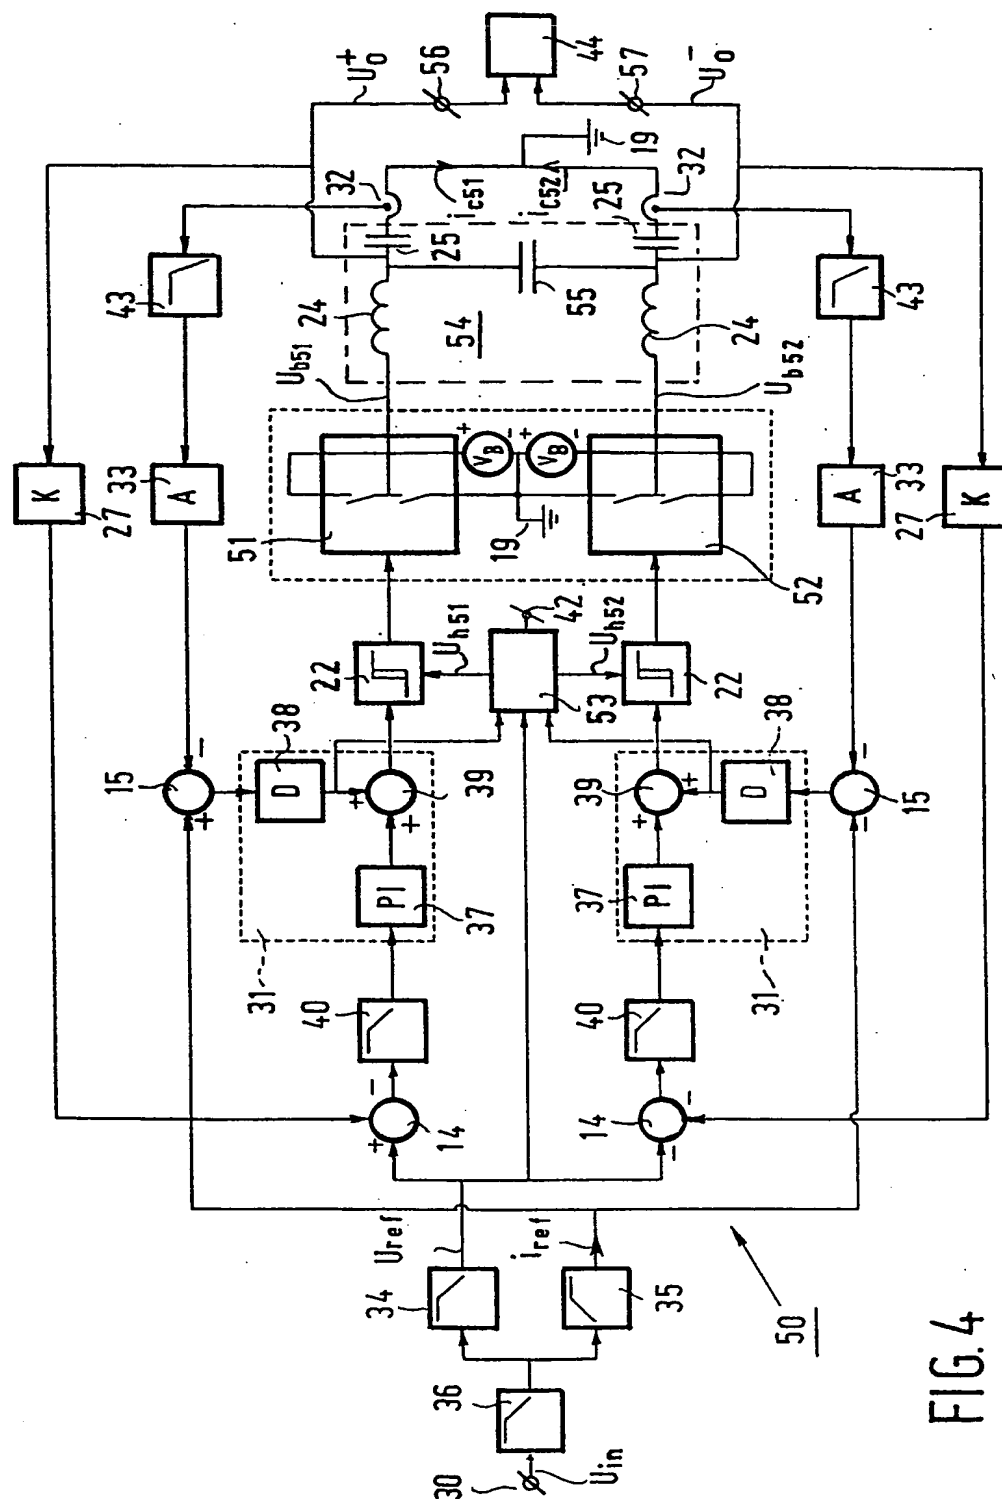 44
U₀⁺
56
57
U₀⁻
19
32
i_c51
i_c52
32
25
25
43
43
24
54
55
24
U_b51
U_b52
K
27
33
A
A
33
27
K
51
+
V_B
-
+
V_B
-
19
52
42
U_h51
U_h52
22
22
53
15
-
+
38
D
+
39
+
39
+
+
D
38
-
15
-
31
PI
37
37
PI
31
40
40
-
+
14
14
-
-
U_ref
i_ref
34
35
50
36
30
U_in
FIG. 4